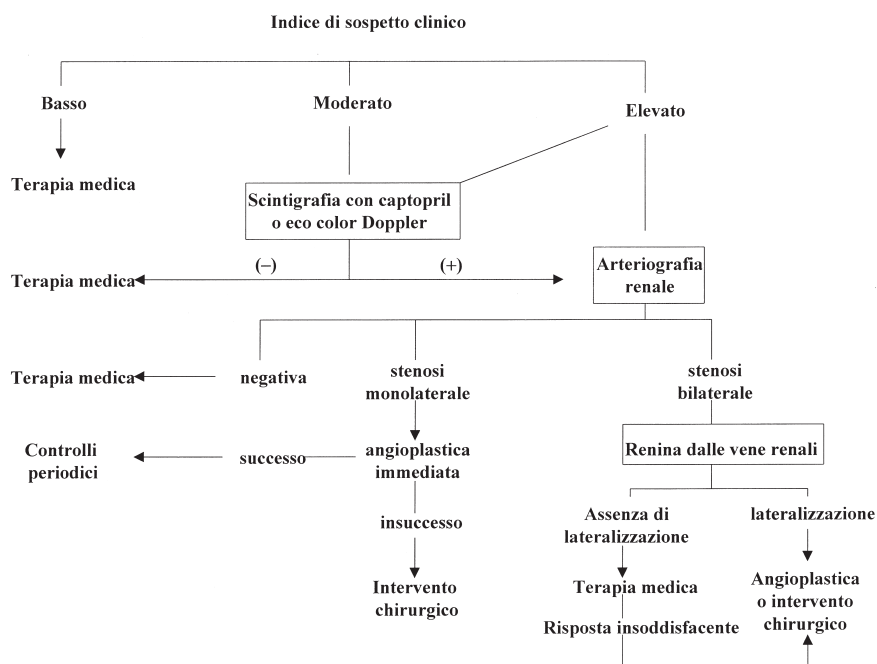 Indice di sospetto clinico
Basso
Moderato
Elevato
Terapia medica
Scintigrafia con captopril
o eco color Doppler
(–)
(+)
Terapia medica
Arteriografia
renale
Terapia medica
negativa
stenosi
monolaterale
stenosi
bilaterale
Controlli
periodici
successo
angioplastica
immediata
Renina dalle vene renali
insuccesso
Assenza di
lateralizzazione
lateralizzazione
Intervento
chirurgico
Terapia medica
Angioplastica
o intervento
chirurgico
Risposta insoddisfacente